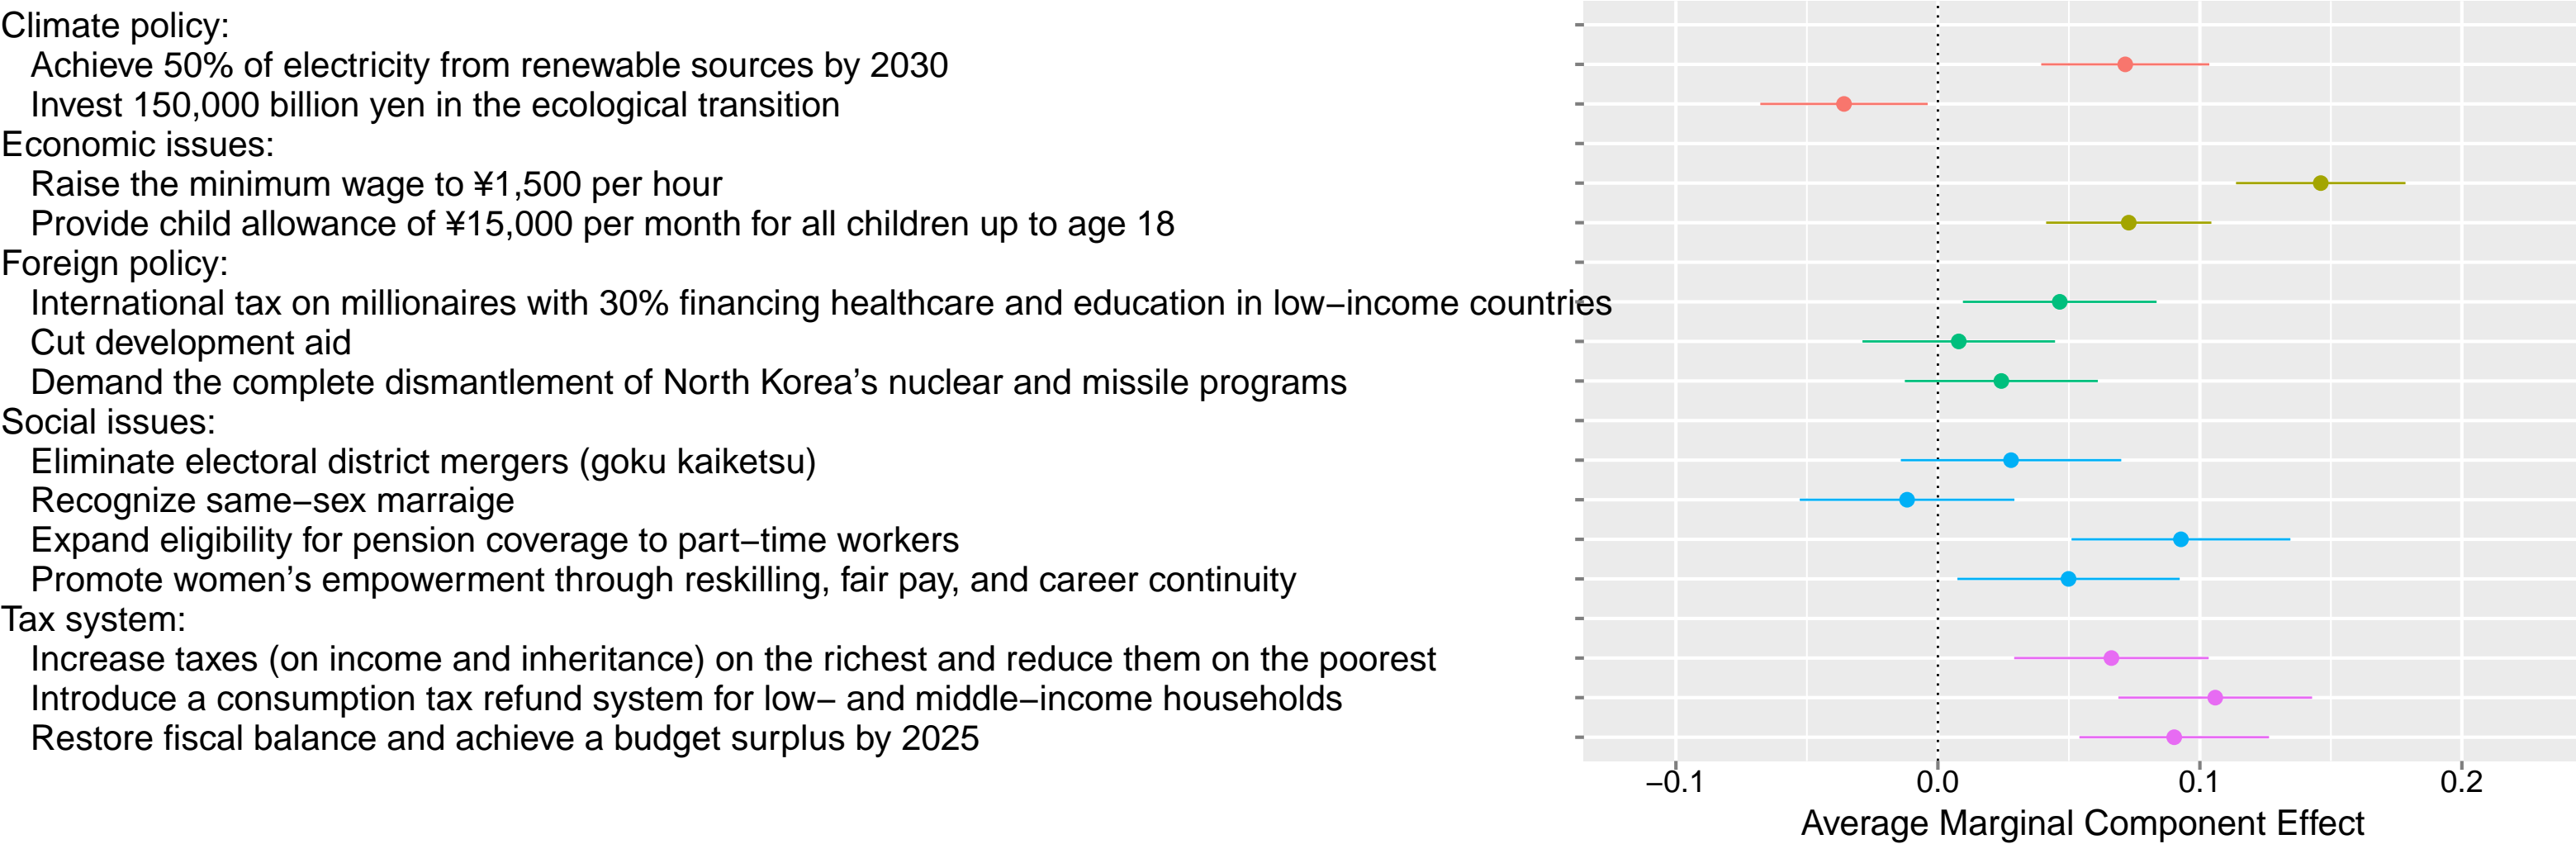 Climate policy:
Achieve 50% of electricity from renewable sources by 2030
Invest 150,000 billion yen in the ecological transition
Economic issues:
Raise the minimum wage to ¥1,500 per hour
Provide child allowance of ¥15,000 per month for all children up to age 18
Foreign policy:
International tax on millionaires with 30% financing healthcare and education in low−income countries
Cut development aid
Demand the complete dismantlement of North Korea’s nuclear and missile programs
Social issues:
Eliminate electoral district mergers (goku kaiketsu)
Recognize same−sex marraige
Expand eligibility for pension coverage to part−time workers
Promote women’s empowerment through reskilling, fair pay, and career continuity
Tax system:
Increase taxes (on income and inheritance) on the richest and reduce them on the poorest
Introduce a consumption tax refund system for low− and middle−income households
Restore fiscal balance and achieve a budget surplus by 2025
−0.1 0.0 0.1 0.2
Average Marginal Component Effect